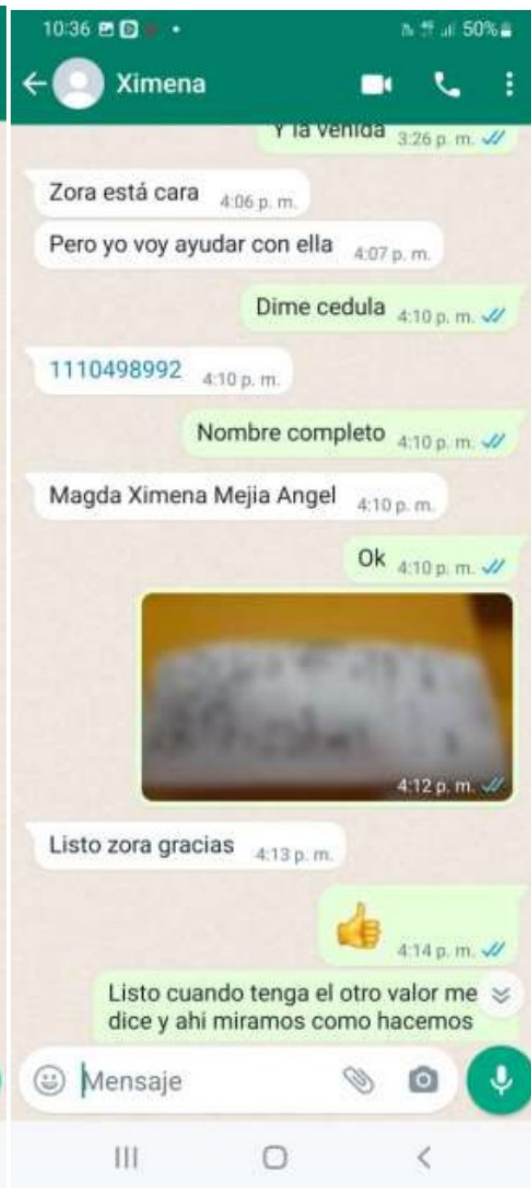 10:36
50%
Ximena
Y la venida 3:26 p. m.
Zora está cara 4:06 p. m.
Pero yo voy ayudar con ella 4:07 p. m.
Dime cedula 4:10 p. m.
1110498992 4:10 p. m.
Nombre completo 4:10 p. m.
Magda Ximena Mejia Angel 4:10 p. m.
Ok 4:10 p. m.
4:12 p. m.
Listo zora gracias 4:13 p. m.
4:14 p. m.
Listo cuando tenga el otro valor me
dice y ahi miramos como hacemos
Mensaje